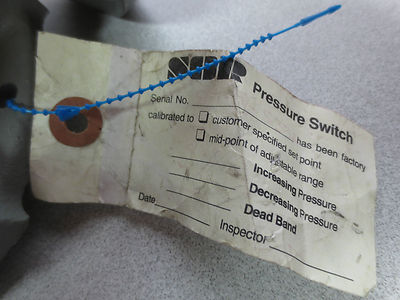 SOR Pressure Switch
Serial No. has been factory
calibrated to customer specified set point
mid-point of adjustable range
Increasing Pressure
Decreasing Pressure
Dead Band
Date Inspector